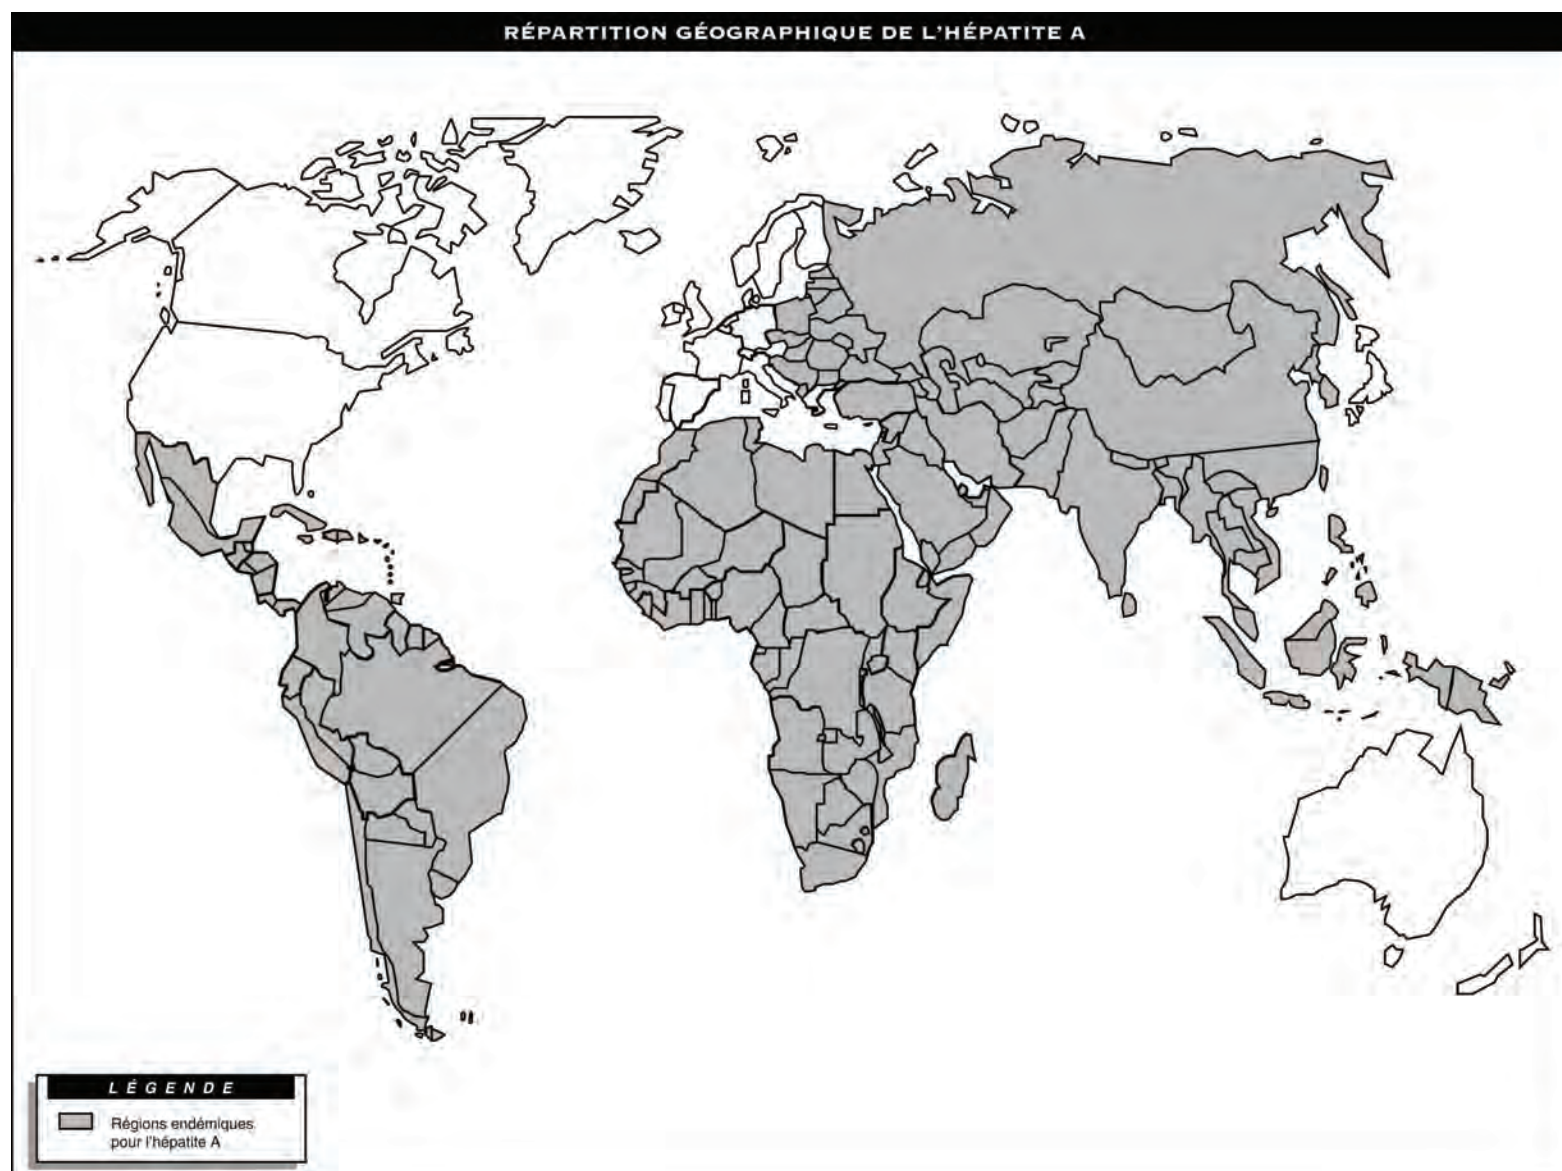 RÉPARTITION GÉOGRAPHIQUE DE L'HÉPATITE A
LÉGENDE
Régions endémiques
pour l'hépatite A